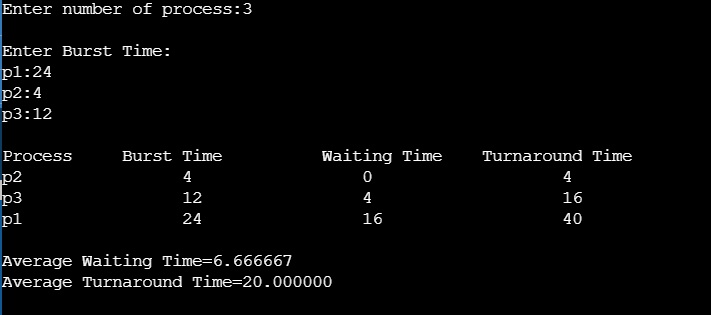 Enter number of process:3
Enter Burst Time:
p1:24
p2:4
p3:12
Process Burst Time Waiting Time Turnaround Time
p2 4 0 4
p3 12 4 16
p1 24 16 40
Average Waiting Time=6.666667
Average Turnaround Time=20.000000